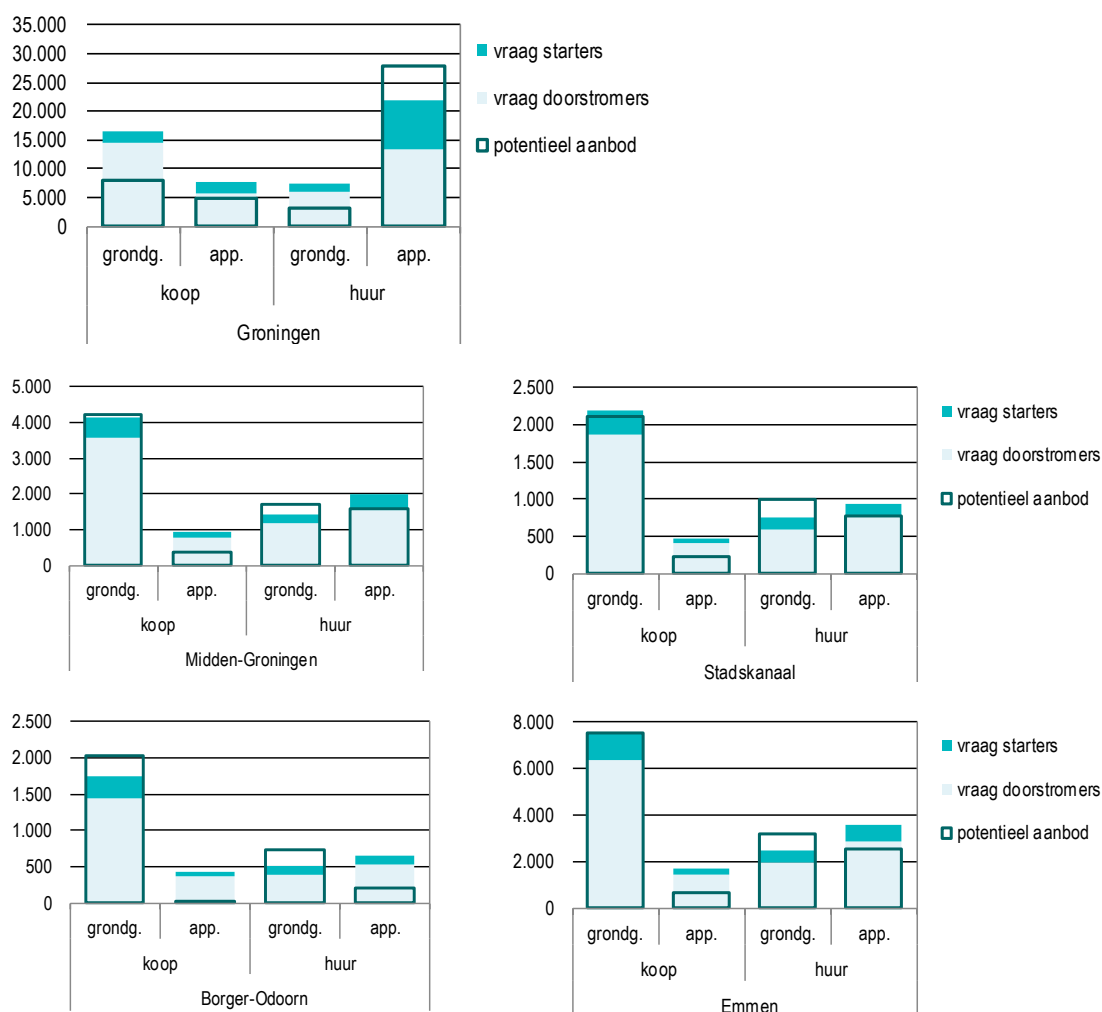 35.000
30.000
25.000
20.000
15.000
10.000
5.000
0
grondg. app. grondg. app.
koop huur
Groningen
vraag starters
vraag doorstromers
potentieel aanbod
5.000
4.000
3.000
2.000
1.000
0
grondg. app. grondg. app.
koop huur
Midden-Groningen
2.500
2.000
1.500
1.000
500
0
grondg. app. grondg. app.
koop huur
Stadskanaal
vraag starters
vraag doorstromers
potentieel aanbod
2.500
2.000
1.500
1.000
500
0
grondg. app. grondg. app.
koop huur
Borger-Odoorn
8.000
6.000
4.000
2.000
0
grondg. app. grondg. app.
koop huur
Emmen
vraag starters
vraag doorstromers
potentieel aanbod